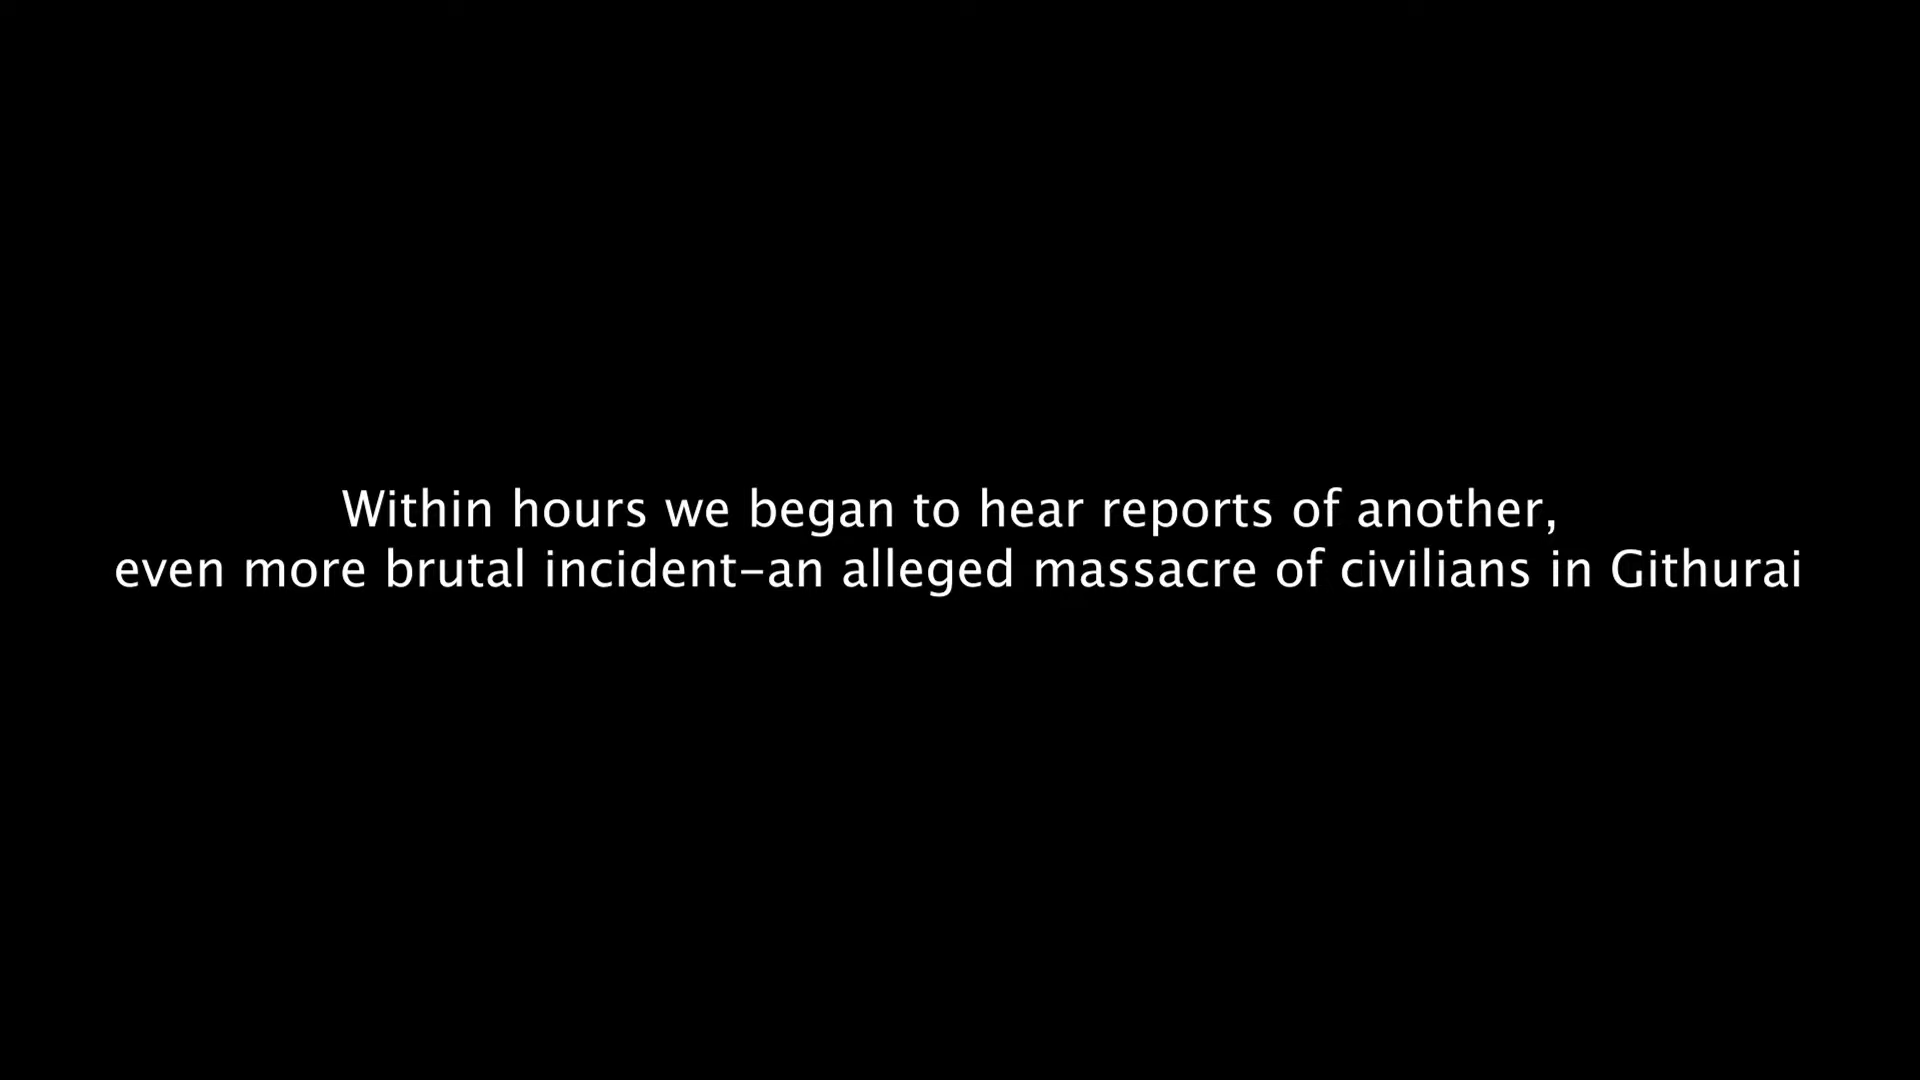 Within hours we began to hear reports of another,
even more brutal incident–an alleged massacre of civilians in Githurai